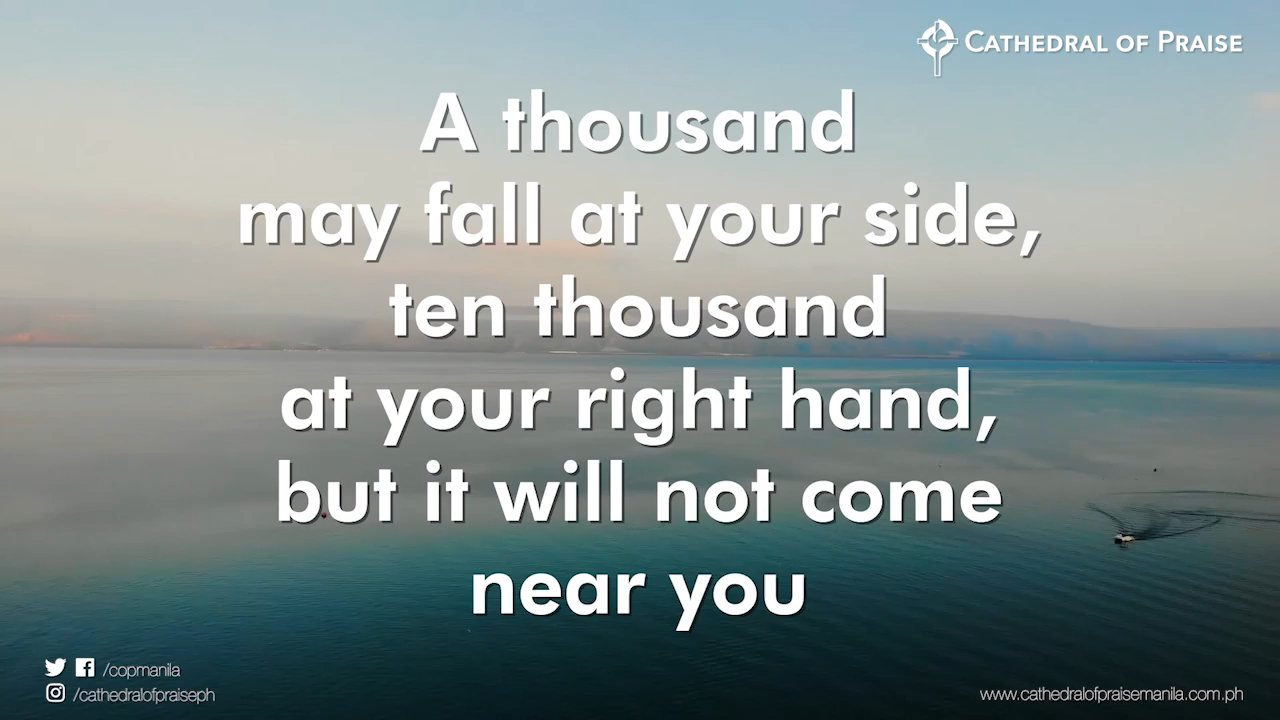 CATHEDRAL OF PRAISE
A thousand
may fall at your side,
ten thousand
at your right hand,
but it will not come
near you
/copmanila
/cathedralofpraiseph
www.cathedralofpraisemanila.com.ph